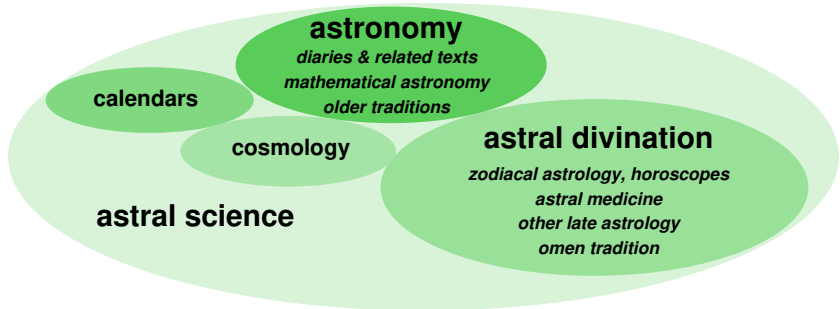 astronomy
diaries & related texts
mathematical astronomy
older traditions
calendars
cosmology
astral divination
zodiacal astrology, horoscopes
astral medicine
other late astrology
omen tradition
astral science